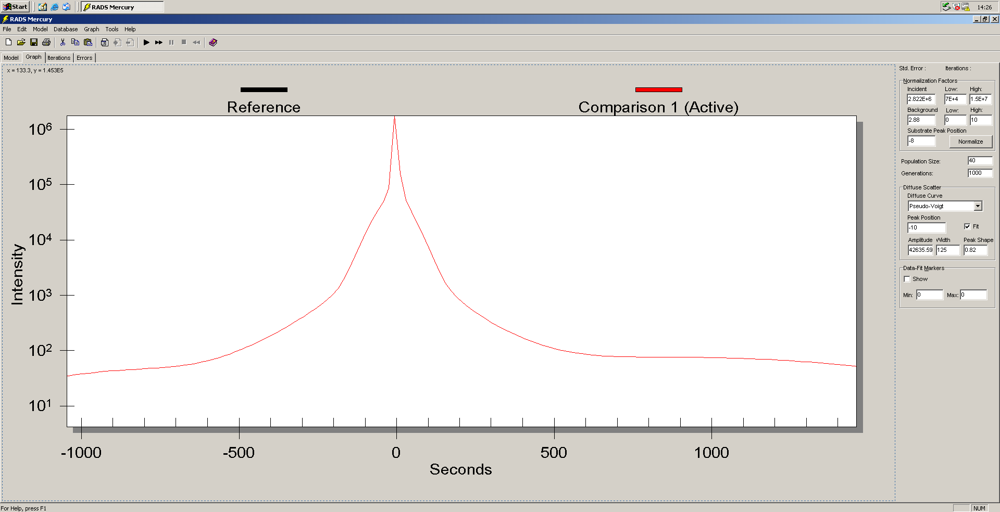 Start RADS Mercury 14:26
RADS Mercury
File Edit Model Database Graph Tools Help
Model Graph Iterations Errors
x = 133.3, y = 1.453E5
Reference Comparison 1 (Active)
10^6
10^5
10^4
10^3
10^2
10^1
Intensity
-1000 -500 0 500 1000
Seconds
Std. Error : Iterations :
Normalization Factors
Incident Low: High:
2.822E+6 7E+4 1.5E+7
Background Low: High:
2.88 0 10
Substrate Peak Position
-8 Normalize
Population Size: 40
Generations: 1000
Diffuse Scatter
Diffuse Curve
Pseudo-Voigt
Peak Position
-10 Fit
Amplitude Width Peak Shape
42635.59 125 0.82
Data-Fit Markers
Show
Min: 0 Max: 0
For Help, press F1 NUM